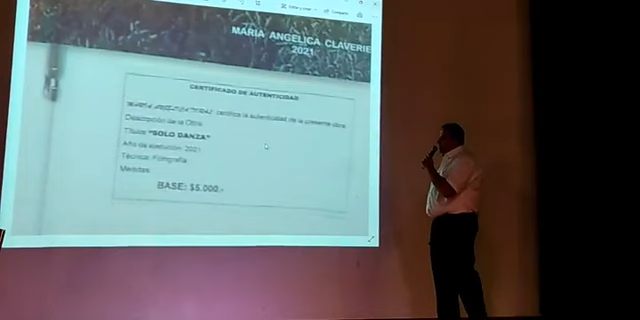 MARIA ANGELICA CLAVERIE
2021
CERTIFICADO DE AUTENTICIDAD
certifica la autenticidad de la presente obra
Descripción de la Obra
Título: "SOLO DANZA"
Año de ejecución: 2021
Técnica: Fotografía
Medidas:
BASE: $5.000.-